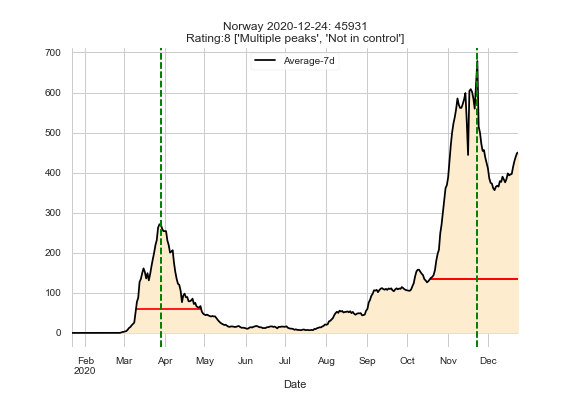 Norway 2020-12-24: 45931
Rating:8 ['Multiple peaks', 'Not in control']
Average-7d
700
600
500
400
300
200
100
0
Feb Mar Apr May Jun Jul Aug Sep Oct Nov Dec
2020
Date